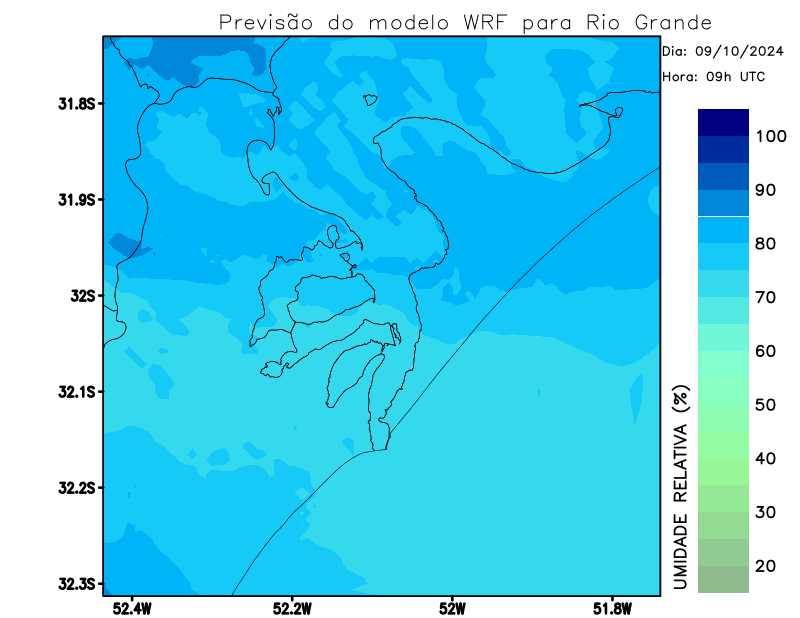 Previsão do modelo WRF para Rio Grande
Dia: 09/10/2024
Hora: 09h UTC
31.8S
31.9S
32S
32.1S
32.2S
32.3S
52.4W
52.2W
52W
51.8W
UMIDADE RELATIVA (%)
100
90
80
70
60
50
40
30
20